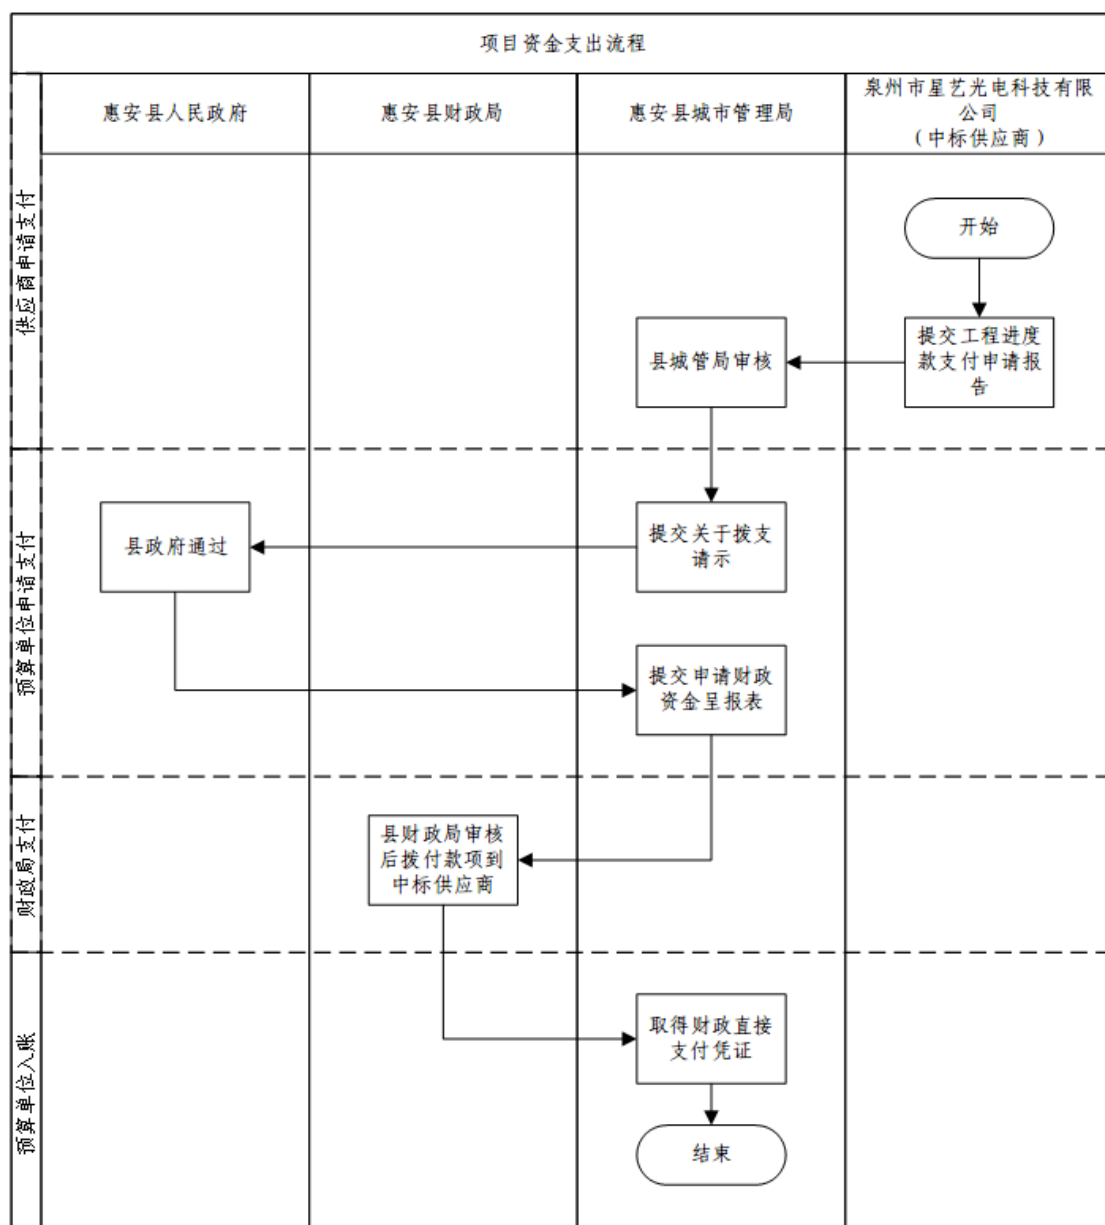 项目资金支出流程
惠安县人民政府
惠安县财政局
惠安县城市管理局
泉州市星艺光电科技有限
公司
（中标供应商）
供应商申请支付
开始
提交工程进度
款支付申请报
告
县城管局审核
预算单位申请支付
提交关于拨支
请示
县政府通过
提交申请财政
资金呈报表
财政局支付
县财政局审核
后拨付款项到
中标供应商
预算单位入账
取得财政直接
支付凭证
结束